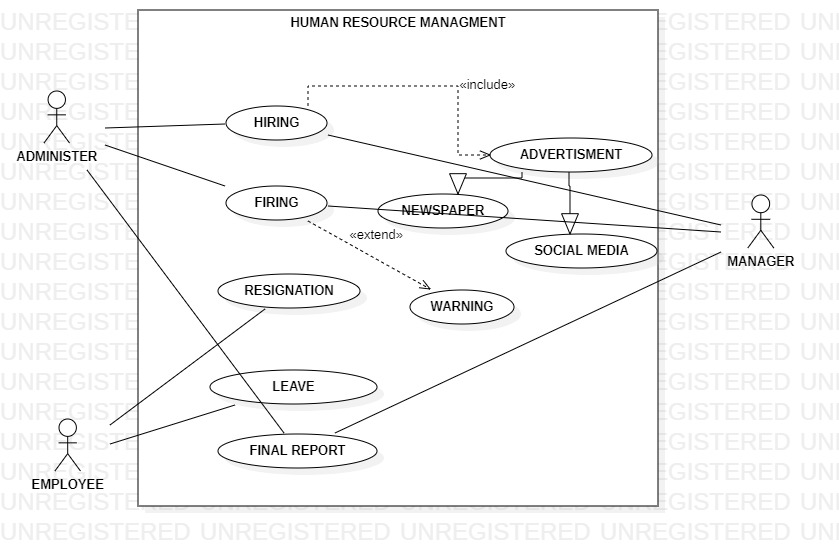 HUMAN RESOURCE MANAGMENT
«include»
HIRING
ADMINISTER
ADVERTISMENT
FIRING
NEWSPAPER
«extend»
SOCIAL MEDIA
MANAGER
RESIGNATION
WARNING
LEAVE
FINAL REPORT
EMPLOYEE
UNREGISTERED UNREGISTERED UNREGISTERED UNREGISTERED UN